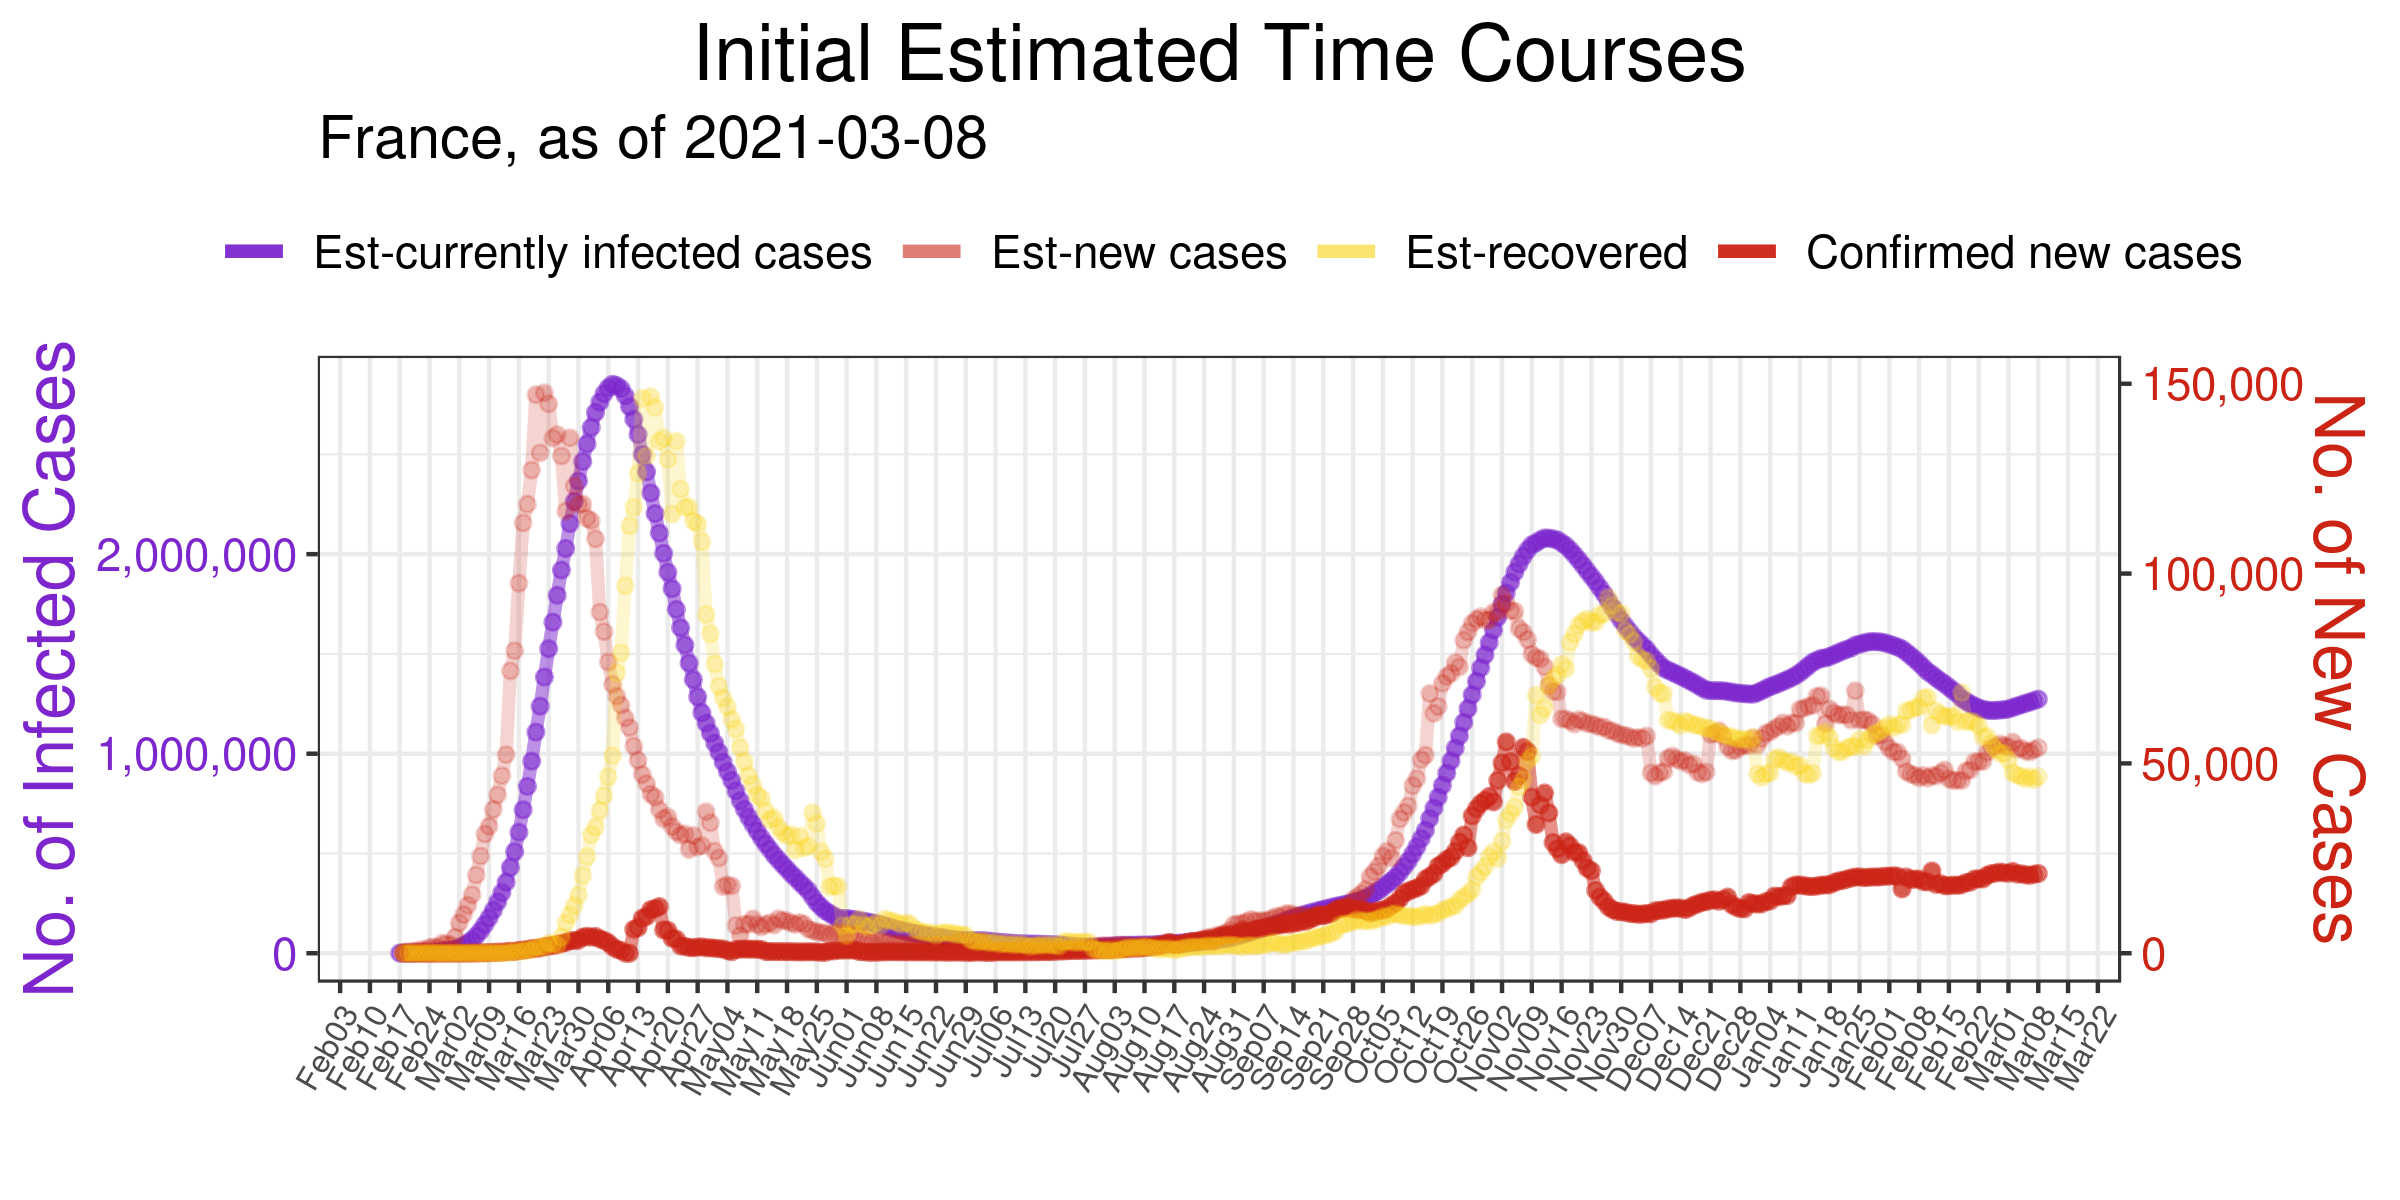 Initial Estimated Time Courses
France, as of 2021-03-08
Est-currently infected cases Est-new cases Est-recovered Confirmed new cases
No. of Infected Cases
2,000,000
1,000,000
0
150,000
100,000
50,000
0
No. of New Cases
Feb03 Feb10 Feb17 Feb24 Mar02 Mar09 Mar16 Mar23 Mar30 Apr06 Apr13 Apr20 Apr27 May04 May11 May18 May25 Jun01 Jun08 Jun15 Jun22 Jun29 Jul06 Jul13 Jul20 Jul27 Aug03 Aug10 Aug17 Aug24 Aug31 Sep07 Sep14 Sep21 Sep28 Oct05 Oct12 Oct19 Oct26 Nov02 Nov09 Nov16 Nov23 Nov30 Dec07 Dec14 Dec21 Dec28 Jan04 Jan11 Jan18 Jan25 Feb01 Feb08 Feb15 Feb22 Mar01 Mar08 Mar15 Mar22